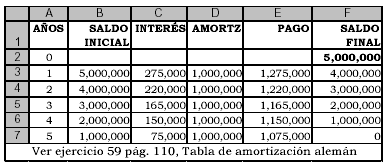 A B C D E F
1 AÑOS SALDO INICIAL INTERÉS AMORTZ PAGO SALDO FINAL
2 0 5,000,000
3 1 5,000,000 275,000 1,000,000 1,275,000 4,000,000
4 2 4,000,000 220,000 1,000,000 1,220,000 3,000,000
5 3 3,000,000 165,000 1,000,000 1,165,000 2,000,000
6 4 2,000,000 150,000 1,000,000 1,150,000 1,000,000
7 5 1,000,000 75,000 1,000,000 1,075,000 0
Ver ejercicio 59 pág. 110, Tabla de amortización alemán